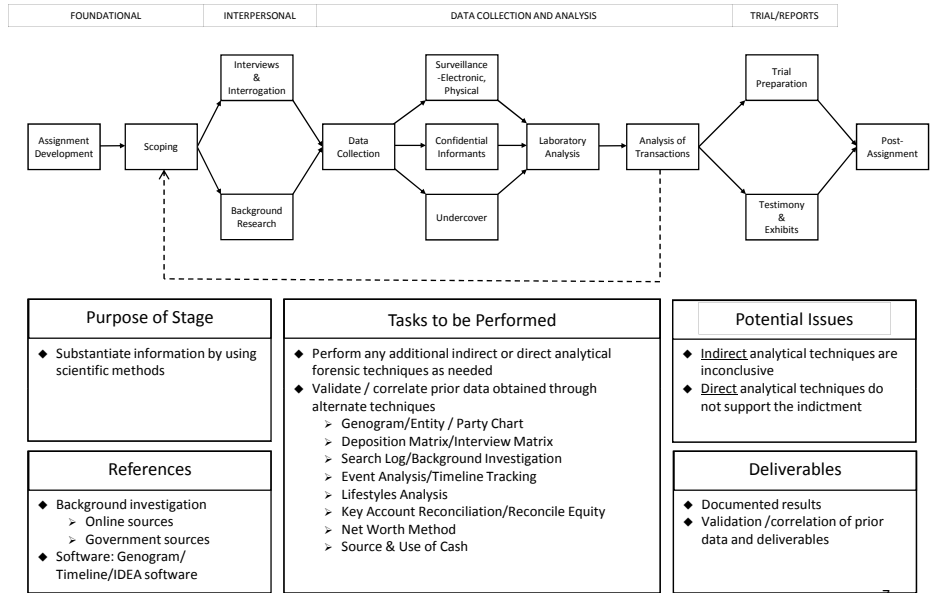 FOUNDATIONAL
INTERPERSONAL
DATA COLLECTION AND ANALYSIS
TRIAL/REPORTS
Interviews
&
Interrogation
Surveillance
-Electronic,
Physical
Trial
Preparation
Assignment
Development
Scoping
Data
Collection
Confidential
Informants
Laboratory
Analysis
Analysis of
Transactions
Post-
Assignment
Background
Research
Undercover
Testimony
&
Exhibits
Purpose of Stage
◆ Substantiate information by using
scientific methods
References
◆ Background investigation
➢ Online sources
➢ Government sources
◆ Software: Genogram/
Timeline/IDEA software
Tasks to be Performed
◆ Perform any additional indirect or direct analytical
forensic techniques as needed
◆ Validate / correlate prior data obtained through
alternate techniques
➢ Genogram/Entity / Party Chart
➢ Deposition Matrix/Interview Matrix
➢ Search Log/Background Investigation
➢ Event Analysis/Timeline Tracking
➢ Lifestyles Analysis
➢ Key Account Reconciliation/Reconcile Equity
➢ Net Worth Method
➢ Source & Use of Cash
Potential Issues
◆ Indirect analytical techniques are
inconclusive
◆ Direct analytical techniques do
not support the indictment
Deliverables
◆ Documented results
◆ Validation /correlation of prior
data and deliverables